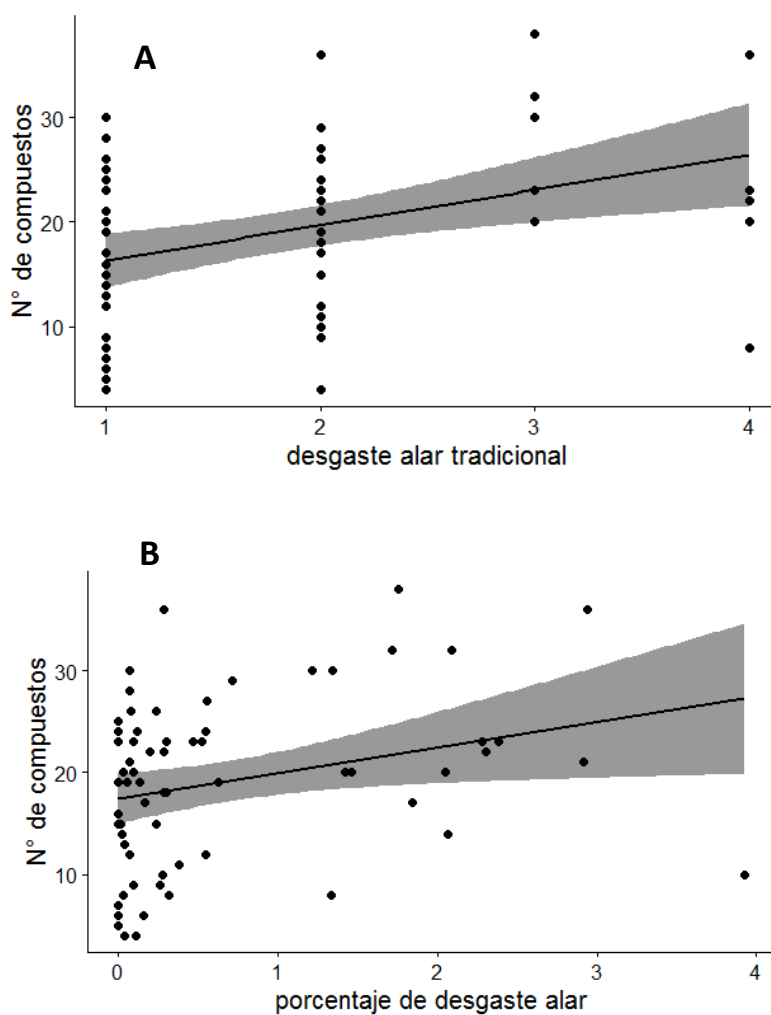 A
N° de compuestos
30
20
10
1 2 3 4
desgaste alar tradicional
B
N° de compuestos
30
20
10
0 1 2 3 4
porcentaje de desgaste alar